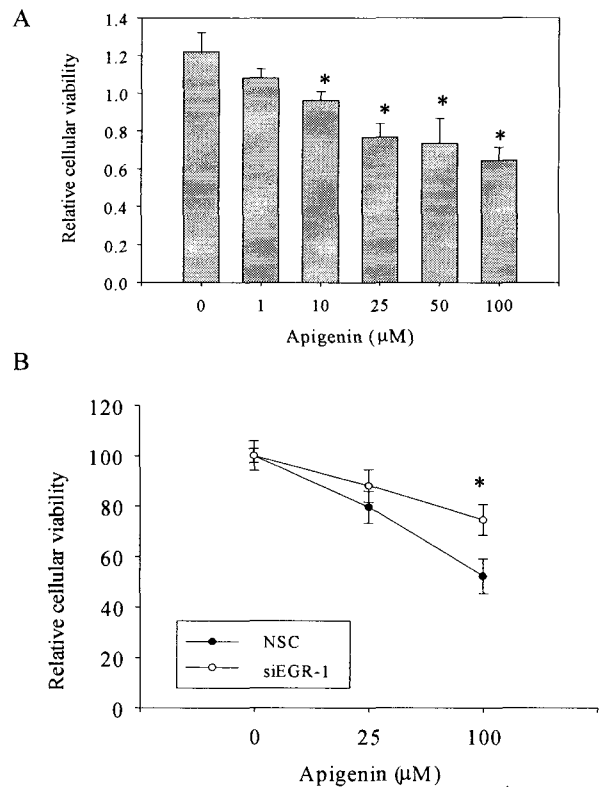 A
Relative cellular viability
1.4
1.2
1.0
0.8
0.6
0.4
0.2
0.0
* * * *
0 1 10 25 50 100
Apigenin (μM)
B
Relative cellular viability
120
100
80
60
40
20
0
*
NSC
siEGR-1
0 25 100
Apigenin (μM)